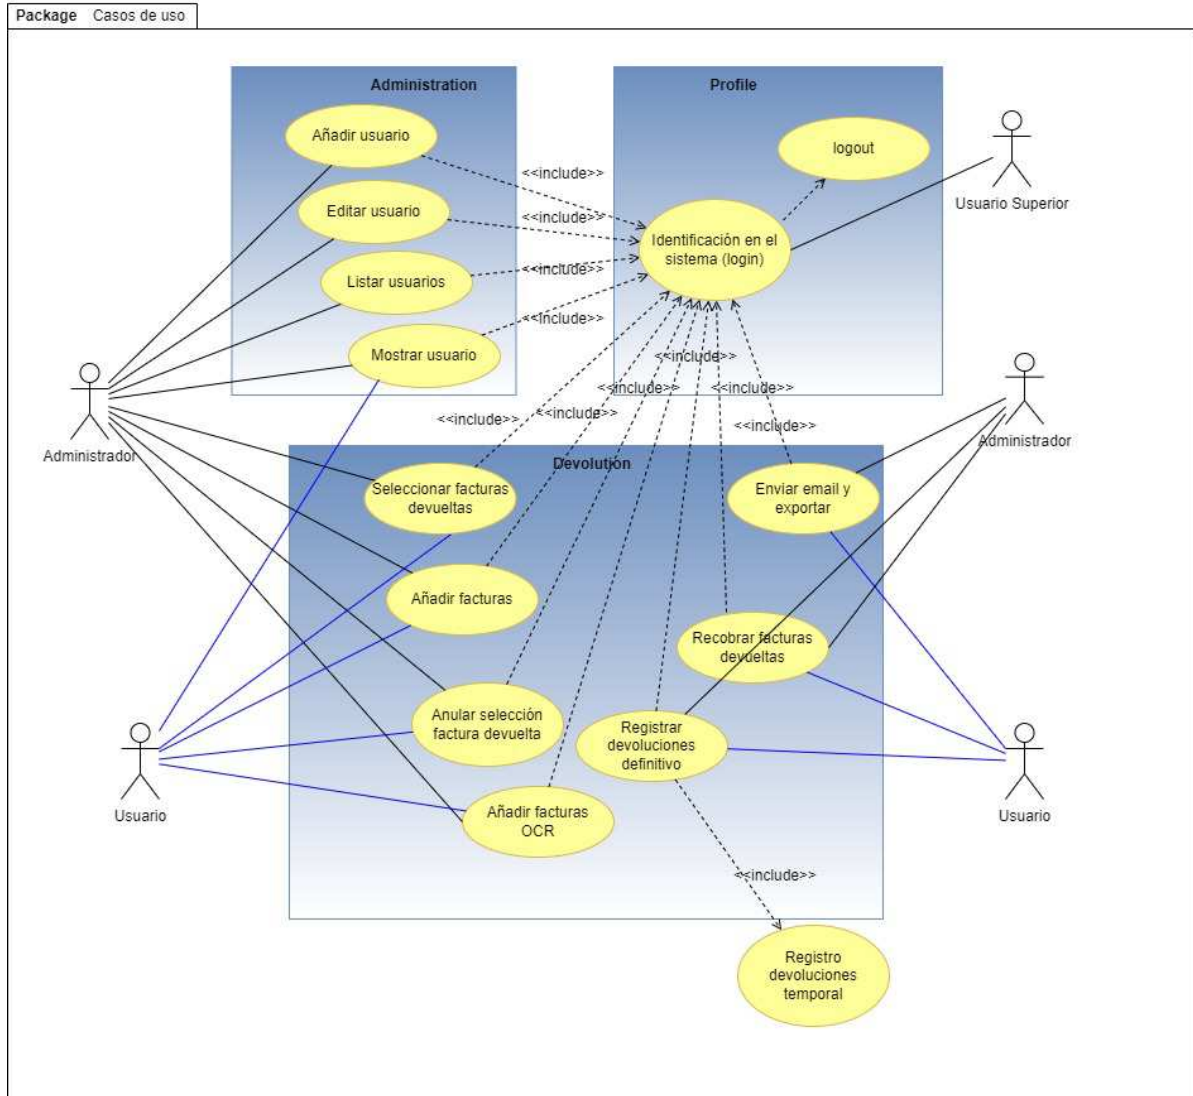 Package Casos de uso
Administration
Profile
Añadir usuario
logout
<<include>>
Usuario Superior
Editar usuario
<<include>>
Identificación en el
sistema (login)
Listar usuarios
<<include>>
<<include>>
Mostrar usuario
<<include>>
<<include>>
<<include>>
<<include>>
<<include>>
<<include>>
Administrador
Administrador
Devolution
Seleccionar facturas
devueltas
Enviar email y
exportar
Añadir facturas
Recobrar facturas
devueltas
Anular selección
factura devuelta
Registrar
devoluciones
definitivo
Usuario
Usuario
Añadir facturas
OCR
<<include>>
Registro
devoluciones
temporal